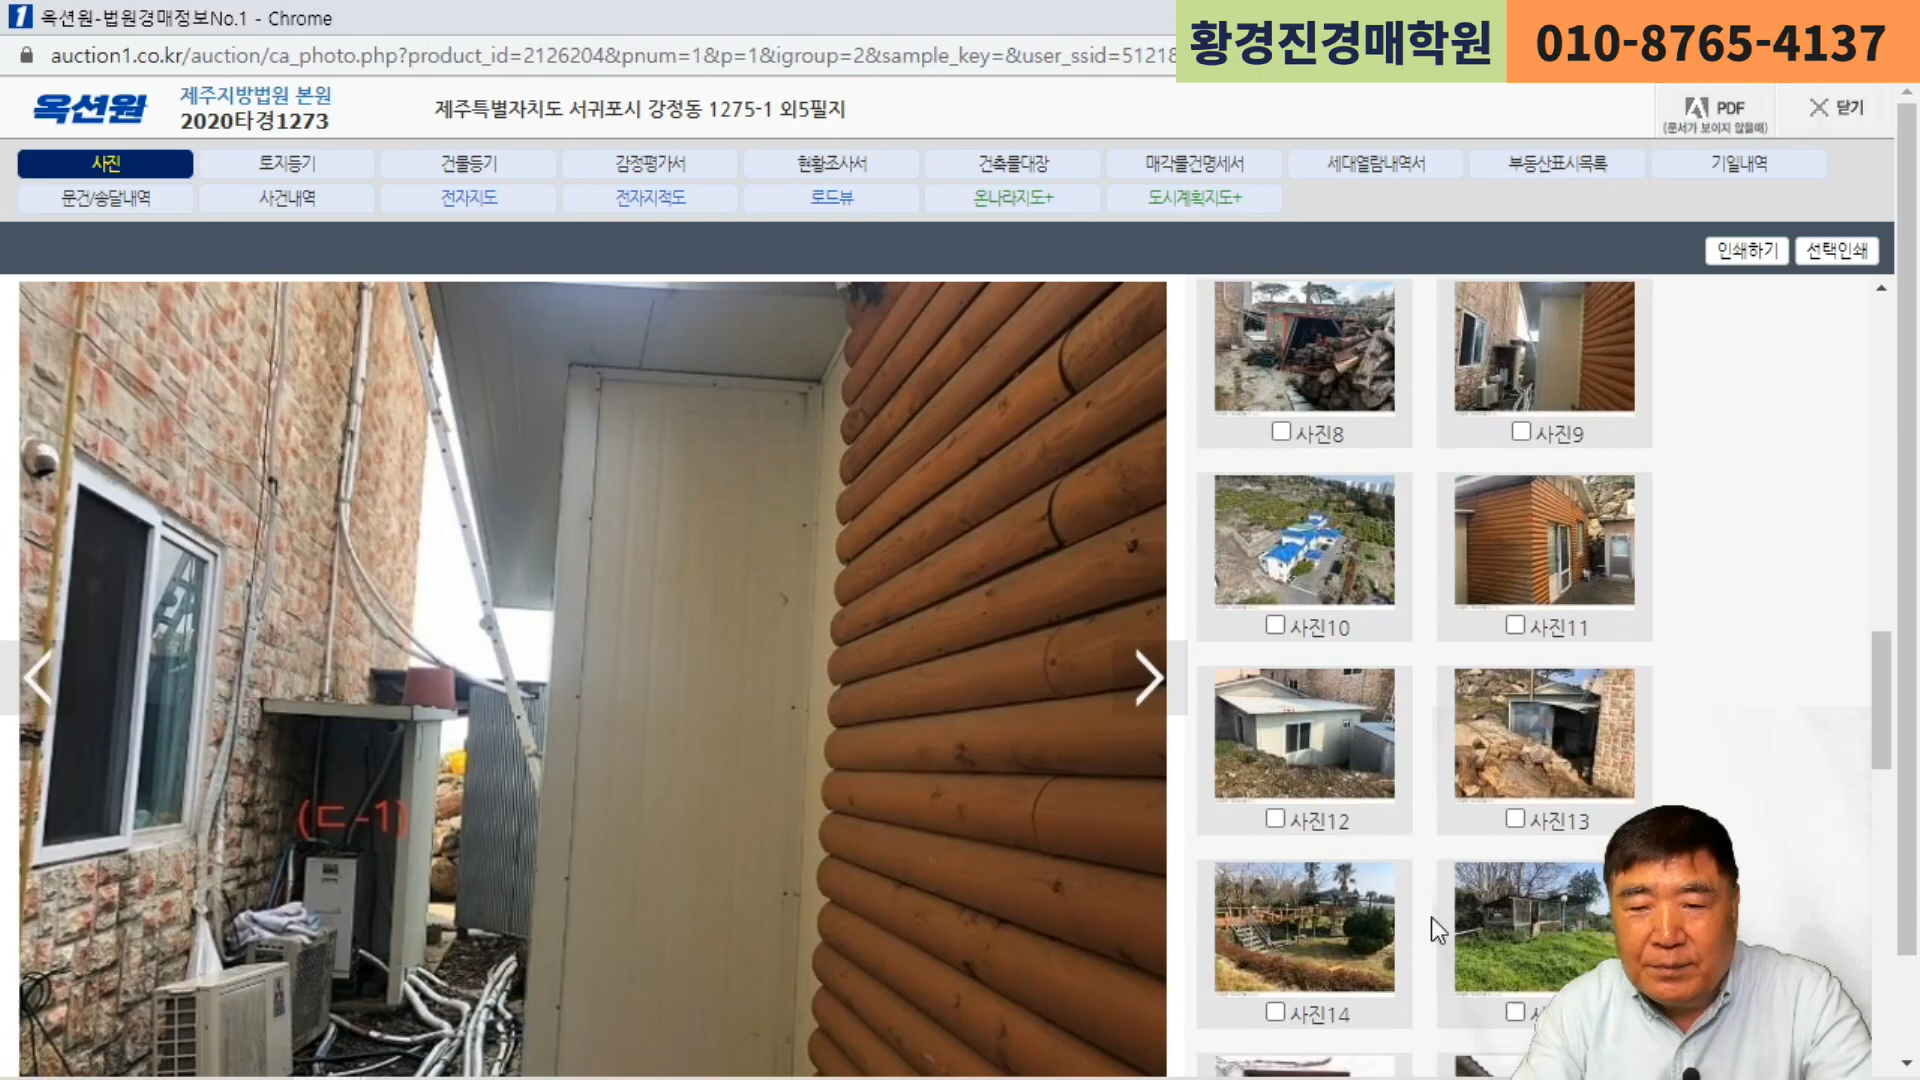 옥션원-법원경매정보No.1 - Chrome
황경진경매학원 010-8765-4137
auction1.co.kr/auction/ca_photo.php?product_id=2126204&pnum=1&p=1&igroup=2&sample_key=&user_ssid=51218
옥션원 제주지방법원 본원
2020타경1273
제주특별자치도 서귀포시 강정동 1275-1 외5필지
PDF
(문서가 보이지 않을때)
닫기
사진 토지등기 건물등기 감정평가서 현황조사서 건축물대장 매각물건명세서 세대열람내역서 부동산표시목록 기일내역
문건/송달내역 사건내역 전자지도 전자지적도 로드뷰 온나라지도+ 도시계획지도+
인쇄하기 선택인쇄
(ㄷ-1)
사진8 사진9
사진10 사진11
사진12 사진13
사진14